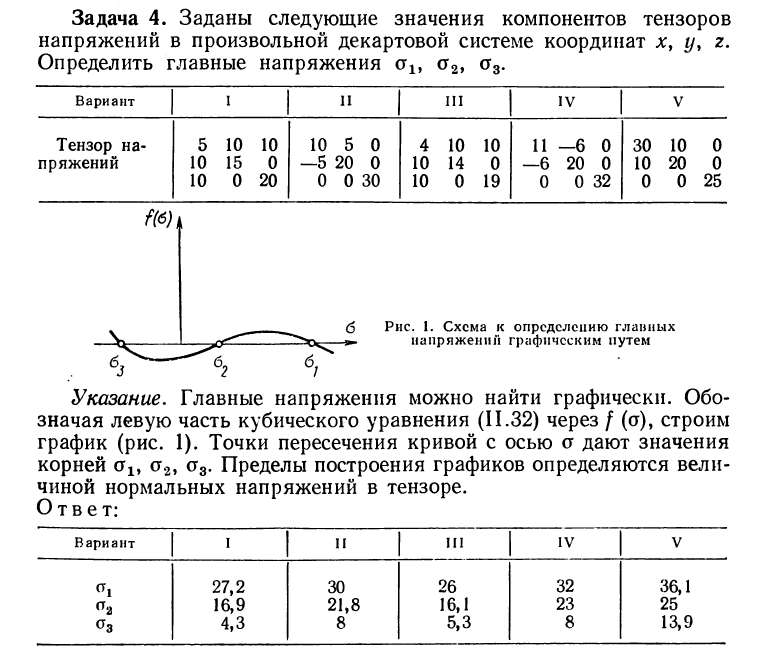 Задача 4. Заданы следующие значения компонентов тензоров
напряжений в произвольной декартовой системе координат x, y, z.
Определить главные напряжения σ₁, σ₂, σ₃.
Вариант I II III IV V
Тензор на- 5 10 10 10 5 0 4 10 10 11 —6 0 30 10 0
пряжений 10 15 0 —5 20 0 10 14 0 —6 20 0 10 20 0
10 0 20 0 0 30 10 0 19 0 0 32 0 0 25
f(б)
б
б₃ б₂ б₁
Рис. 1. Схема к определению главных
напряжений графическим путем
Указание. Главные напряжения можно найти графически. Обо-
значая левую часть кубического уравнения (II.32) через f (σ), строим
график (рис. 1). Точки пересечения кривой с осью σ дают значения
корней σ₁, σ₂, σ₃. Пределы построения графиков определяются вели-
чиной нормальных напряжений в тензоре.
Ответ:
Вариант I II III IV V
σ₁ 27,2 30 26 32 36,1
σ₂ 16,9 21,8 16,1 23 25
σ₃ 4,3 8 5,3 8 13,9